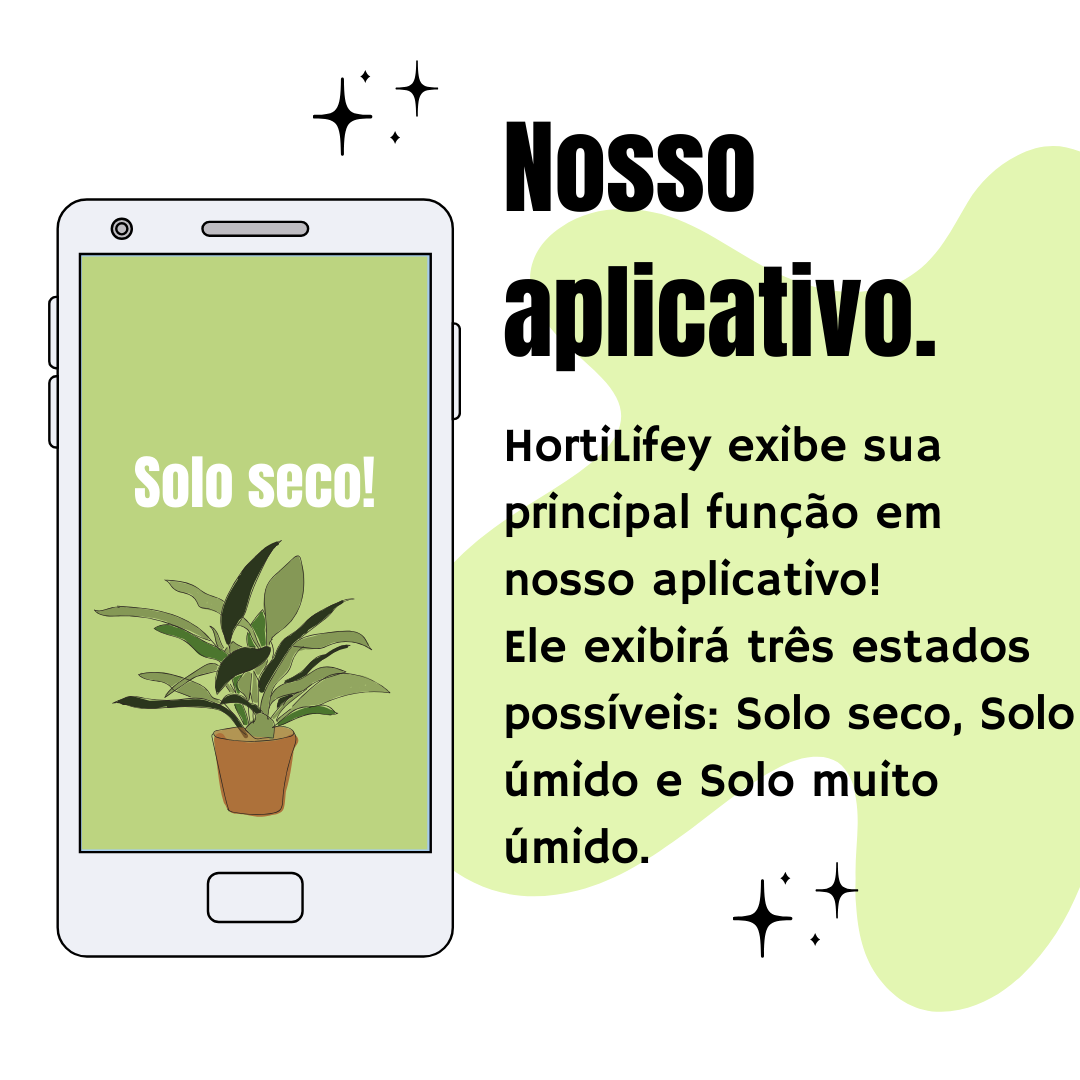 Nosso
aplicativo.
Solo seco!
HortiLifey exibe sua
principal função em
nosso aplicativo!
Ele exibirá três estados
possíveis: Solo seco, Solo
úmido e Solo muito
úmido.